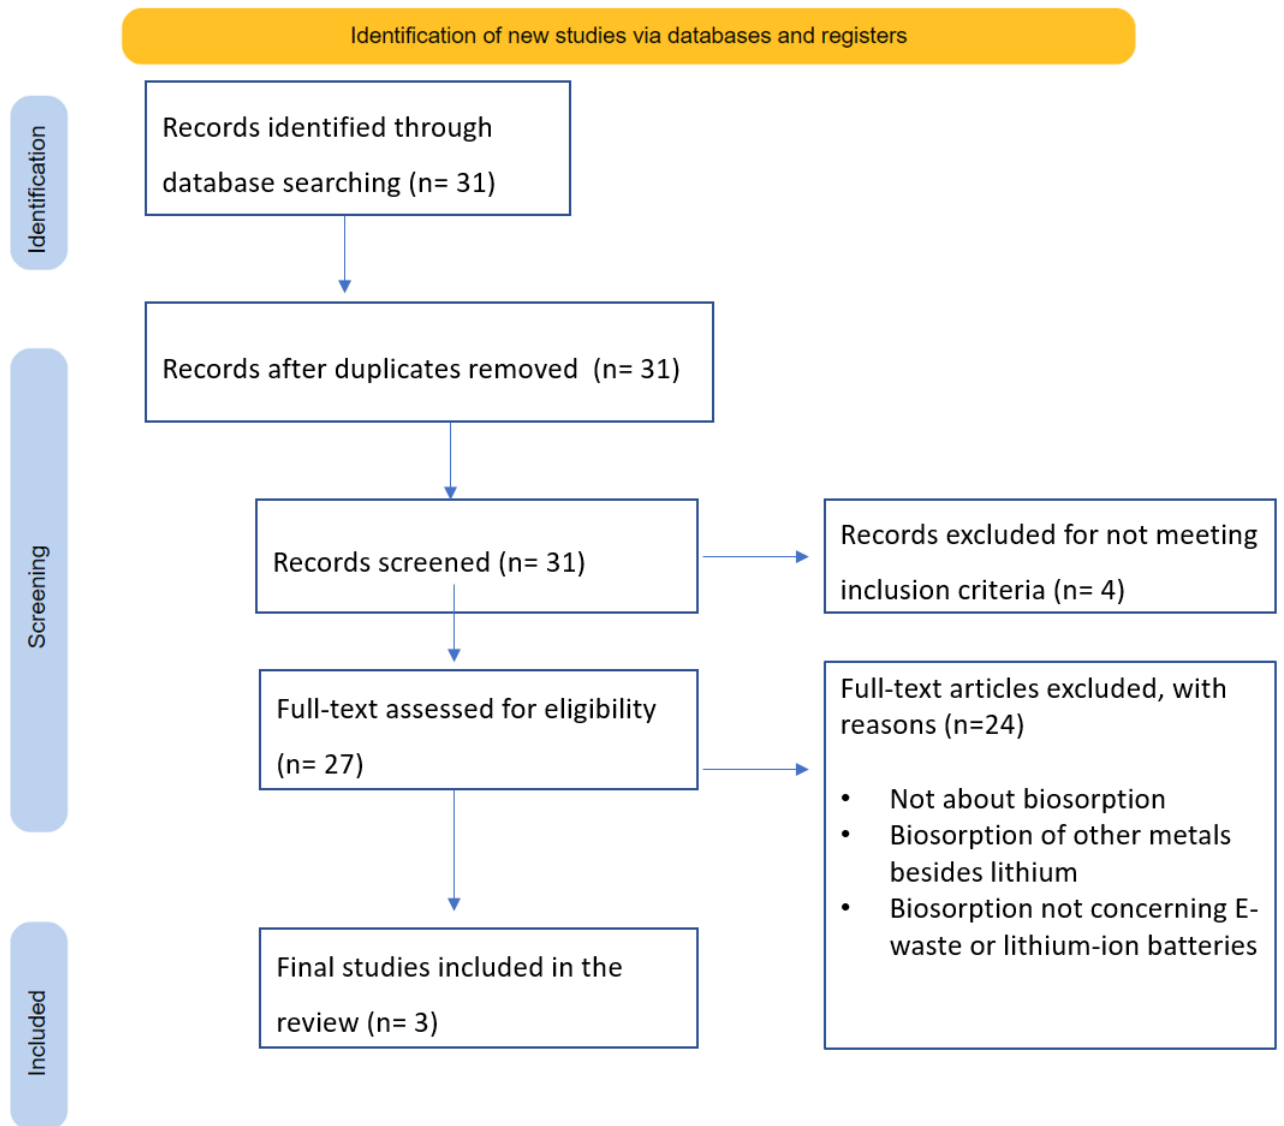 Identification of new studies via databases and registers
Identification
Records identified through
database searching (n= 31)
Records after duplicates removed  (n= 31)
Screening
Records screened (n= 31)
Records excluded for not meeting
inclusion criteria (n= 4)
Full-text assessed for eligibility
(n= 27)
Full-text articles excluded, with
reasons (n=24)
• Not about biosorption
• Biosorption of other metals
besides lithium
• Biosorption not concerning E-
waste or lithium-ion batteries
Included
Final studies included in the
review (n= 3)